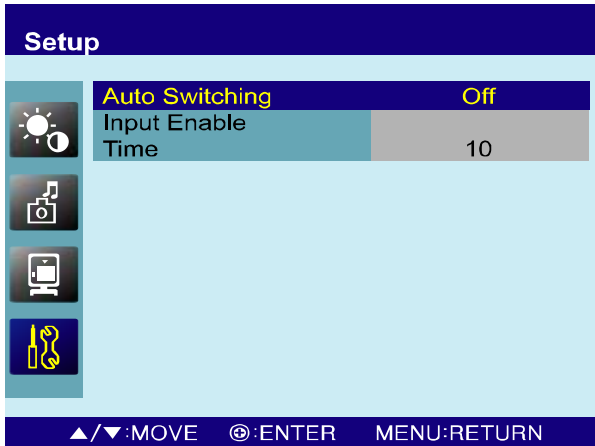 Setup
Auto Switching Off
Input Enable
Time 10
▲/▼:MOVE ⊕:ENTER MENU:RETURN